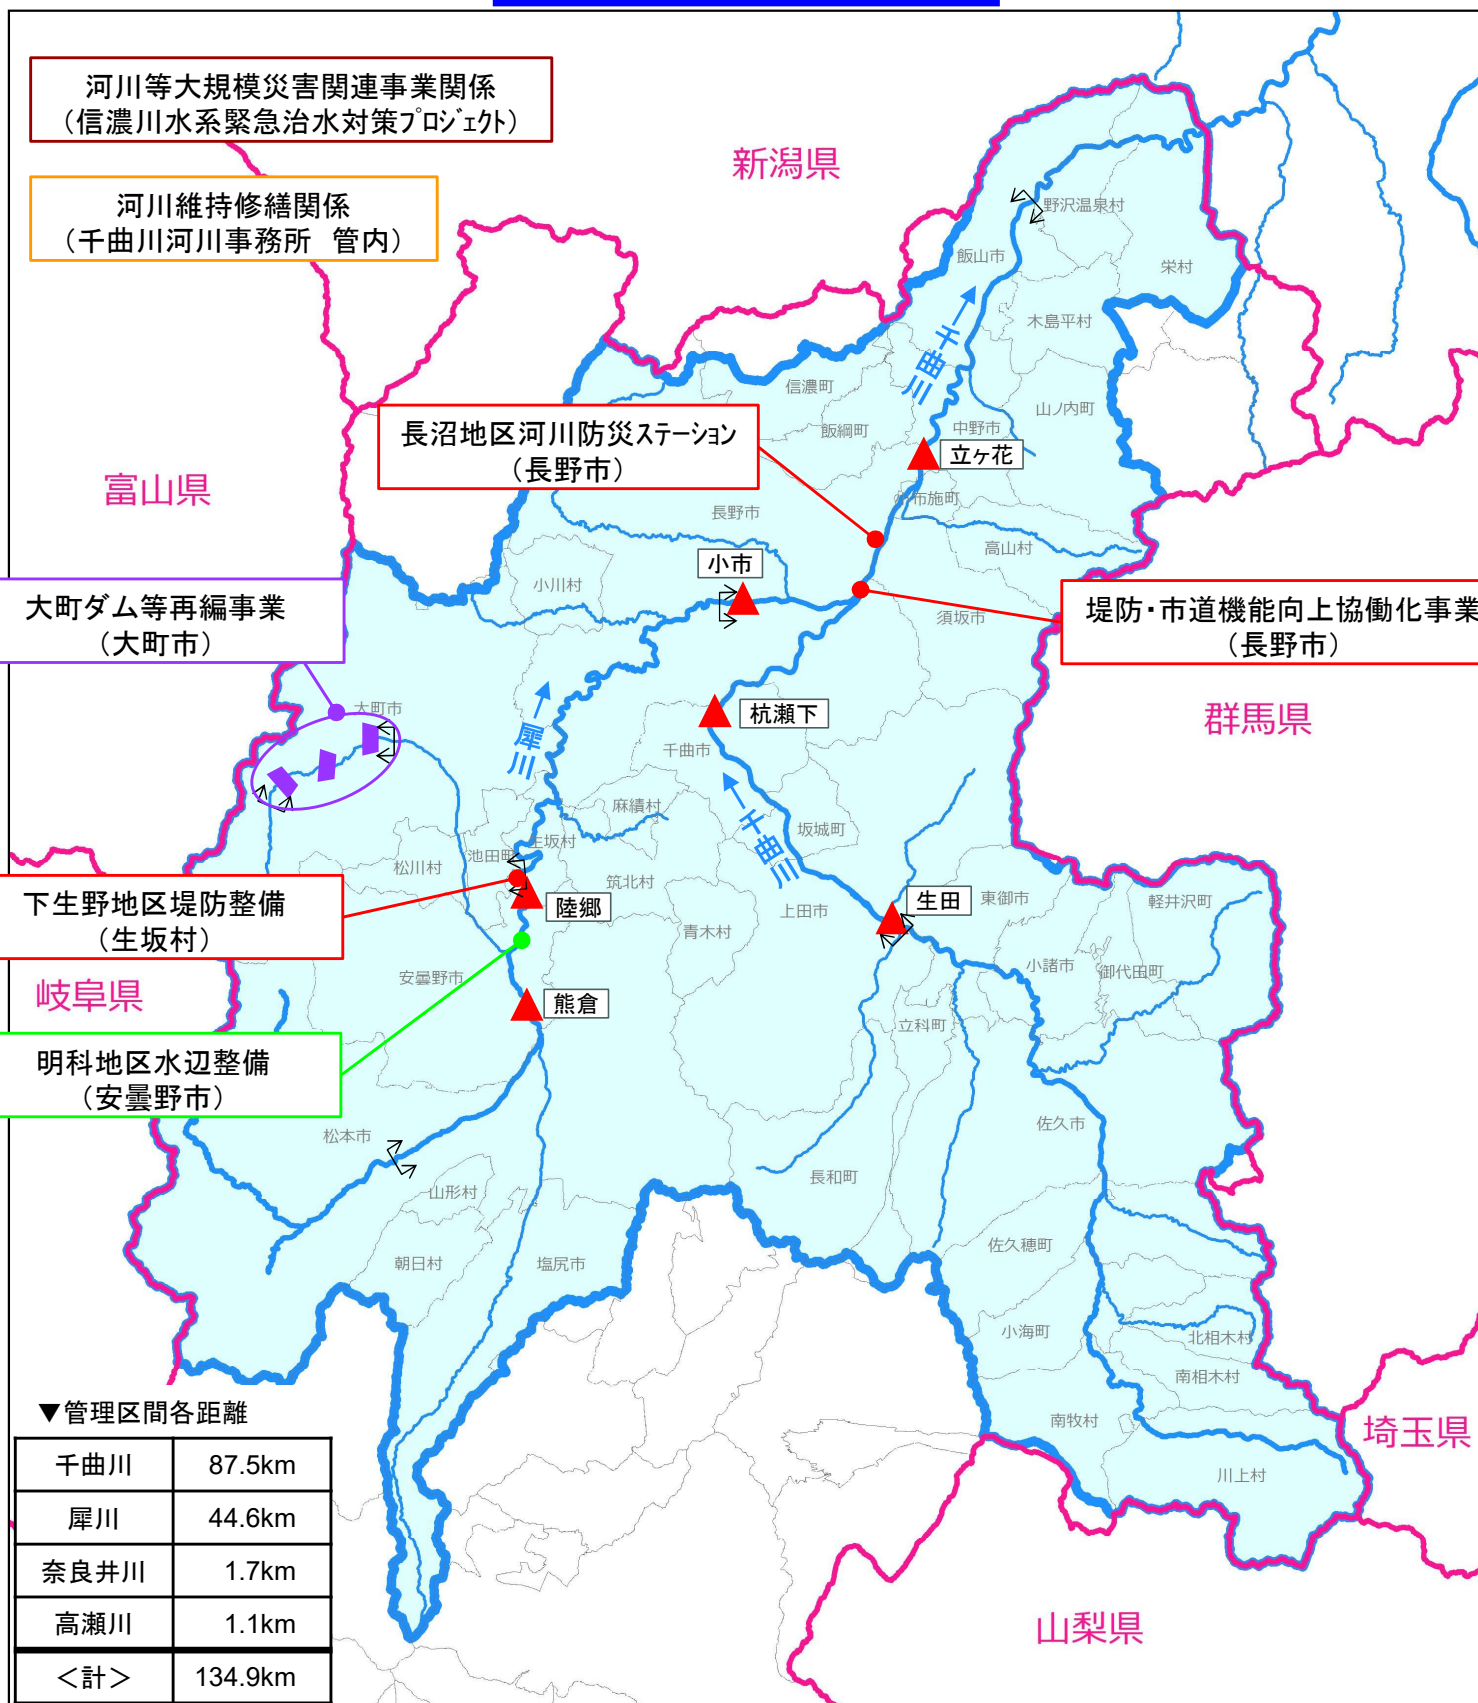 河川等大規模災害関連事業関係
（信濃川水系緊急治水対策プロジェクト）
新潟県
河川維持修繕関係
（千曲川河川事務所　管内）
野沢温泉村
飯山市
栄村
木島平村
千曲川
信濃町
山ノ内町
飯綱町
中野市
長沼地区河川防災ステーション
（長野市）
立ヶ花
富山県
小布施町
長野市
高山村
小市
小川村
大町ダム等再編事業
（大町市）
須坂市
堤防・市道機能向上協働化事業
（長野市）
大町市
杭瀬下
群馬県
犀川
千曲市
麻績村
坂城町
千曲川
生坂村
池田町
松川村
筑北村
下生野地区堤防整備
（生坂村）
陸郷
上田市
生田
東御市
軽井沢町
青木村
安曇野市
小諸市
御代田町
岐阜県
熊倉
立科町
明科地区水辺整備
（安曇野市）
松本市
佐久市
長和町
山形村
佐久穂町
朝日村
塩尻市
小海町
北相木村
南相木村
▼管理区間各距離
南牧村
埼玉県
川上村
千曲川 87.5km
犀川 44.6km
奈良井川 1.7km
高瀬川 1.1km
山梨県
＜計＞ 134.9km